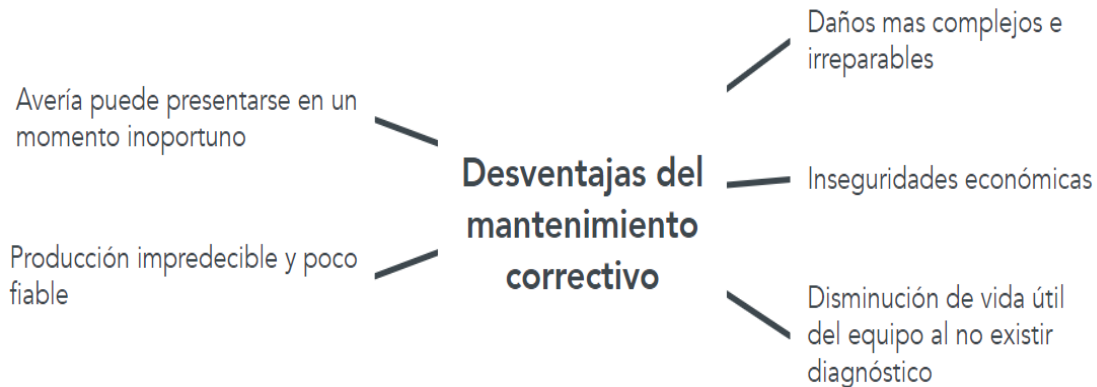 Avería puede presentarse en un
momento inoportuno
Producción impredecible y poco
fiable
Desventajas del
mantenimiento
correctivo
Daños mas complejos e
irreparables
Inseguridades económicas
Disminución de vida útil
del equipo al no existir
diagnóstico